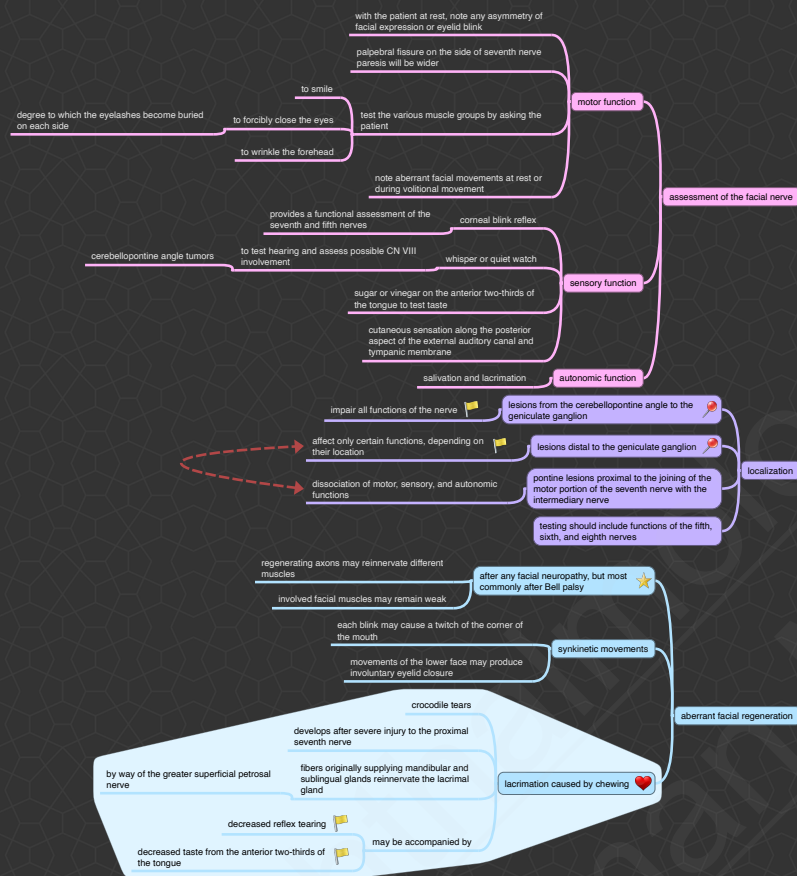 with the patient at rest, note any asymmetry of
facial expression or eyelid blink
palpebral fissure on the side of seventh nerve
paresis will be wider
to smile
degree to which the eyelashes become buried
on each side
to forcibly close the eyes
test the various muscle groups by asking the
patient
motor function
to wrinkle the forehead
note aberrant facial movements at rest or
during volitional movement
assessment of the facial nerve
provides a functional assessment of the
seventh and fifth nerves
corneal blink reflex
cerebellopontine angle tumors
to test hearing and assess possible CN VIII
involvement
whisper or quiet watch
sensory function
sugar or vinegar on the anterior two-thirds of
the tongue to test taste
cutaneous sensation along the posterior
aspect of the external auditory canal and
tympanic membrane
salivation and lacrimation
autonomic function
impair all functions of the nerve
lesions from the cerebellopontine angle to the
geniculate ganglion
affect only certain functions, depending on
their location
lesions distal to the geniculate ganglion
localization
dissociation of motor, sensory, and autonomic
functions
pontine lesions proximal to the joining of the
motor portion of the seventh nerve with the
intermediary nerve
testing should include functions of the fifth,
sixth, and eighth nerves
regenerating axons may reinnervate different
muscles
after any facial neuropathy, but most
commonly after Bell palsy
involved facial muscles may remain weak
each blink may cause a twitch of the corner of
the mouth
synkinetic movements
movements of the lower face may produce
involuntary eyelid closure
aberrant facial regeneration
crocodile tears
develops after severe injury to the proximal
seventh nerve
by way of the greater superficial petrosal
nerve
fibers originally supplying mandibular and
sublingual glands reinnervate the lacrimal
gland
lacrimation caused by chewing
decreased reflex tearing
may be accompanied by
decreased taste from the anterior two-thirds of
the tongue